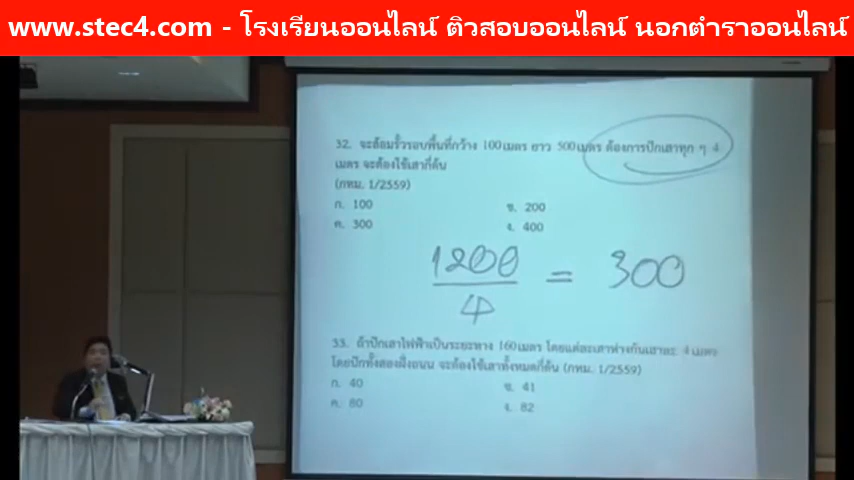 www.stec4.com - โรงเรียนออนไลน์ ติวสอบออนไลน์ นอกตำราออนไลน์
32. จะล้อมรั้วรอบพื้นที่กว้าง 100 เมตร ยาว 500 เมตร ต้องการปักเสาทุก ๆ 4
เมตร จะต้องใช้เสากี่ต้น
(กทม. 1/2559)
ก. 100
ข. 200
ค. 300
ง. 400
1200
4
= 300
33. ถ้าปักเสาไฟฟ้าเป็นระยะทาง 160 เมตร โดยแต่ละเสาห่างกันเสาละ 4 เมตร
โดยปักทั้งสองฝั่งถนน จะต้องใช้เสาทั้งหมดกี่ต้น (กทม. 1/2559)
ก. 40
ข. 41
ค. 80
ง. 82